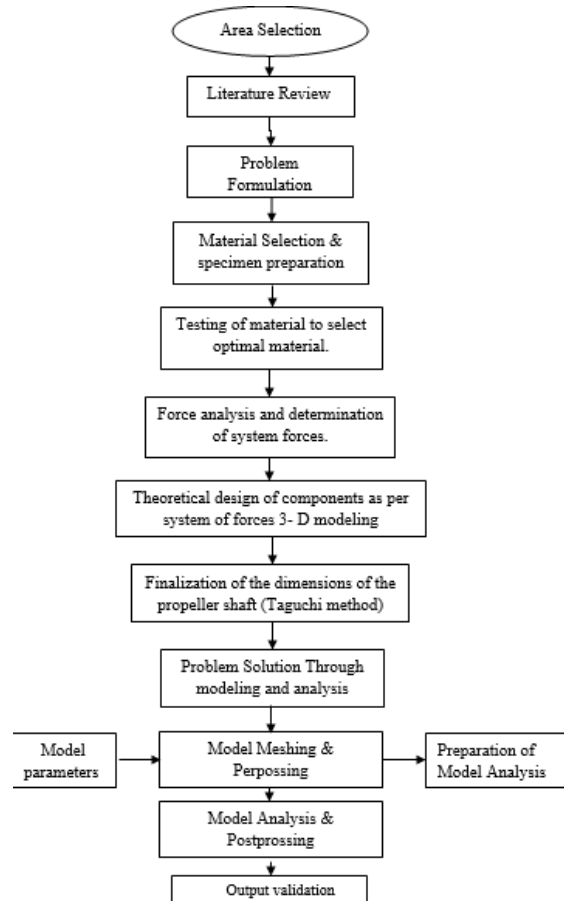 Area Selection
Literature Review
Problem
Formulation
Material Selection &
specimen preparation
Testing of material to select
optimal material.
Force analysis and determination
of system forces.
Theoretical design of components as per
system of forces 3- D modeling
Finalization of the dimensions of the
propeller shaft (Taguchi method)
Problem Solution Through
modeling and analysis
Model
parameters
Model Meshing &
Perpossing
Preparation of
Model Analysis
Model Analysis &
Postprossing
Output validation